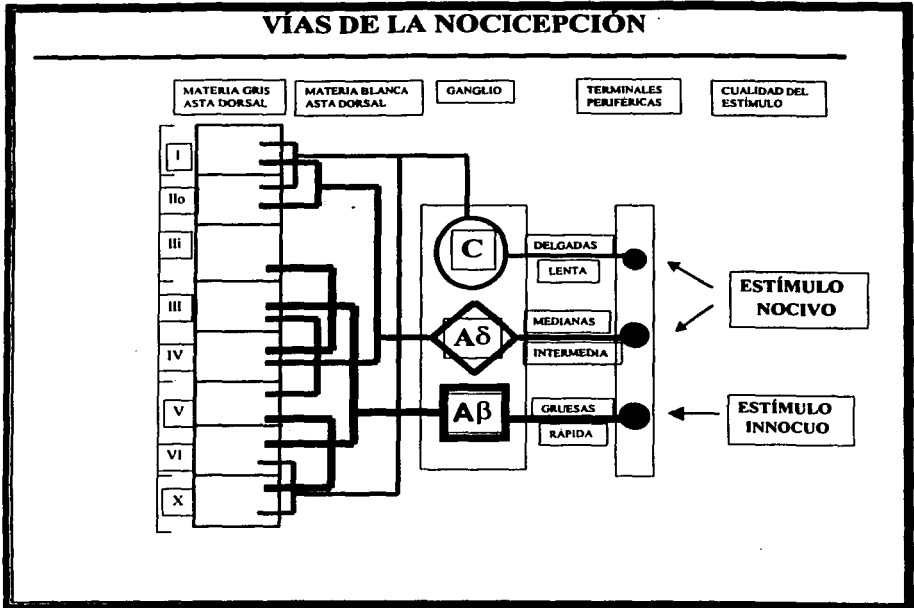 VÍAS DE LA NOCICEPCIÓN
MATERIA GRIS
ASTA DORSAL
MATERIA BLANCA
ASTA DORSAL
GANGLIO
TERMINALES
PERIFÉRICAS
CUALIDAD DEL
ESTÍMULO
I
IIo
IIi
III
IV
V
VI
X
C
DELGADAS
LENTA
Aδ
MEDIANAS
INTERMEDIA
Aβ
GRUESAS
RÁPIDA
ESTÍMULO
NOCIVO
ESTÍMULO
INNOCUO